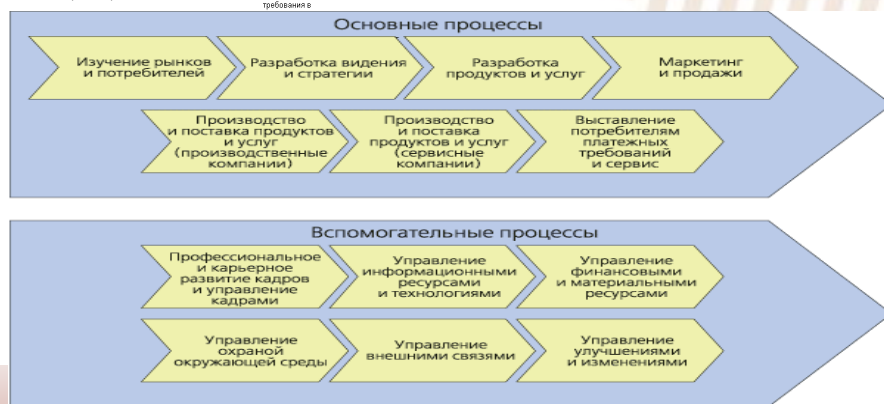 требования в
Основные процессы
Изучение рынков
и потребителей
Разработка видения
и стратегии
Разработка
продуктов и услуг
Маркетинг
и продажи
Производство
и поставка продуктов
и услуг
(производственные
компании)
Производство
и поставка
продуктов и услуг
(сервисные
компании)
Выставление
потребителям
платежных
требований
и сервис
Вспомогательные процессы
Профессиональное
и карьерное
развитие кадров
и управление
кадрами
Управление
информационными
ресурсами
и технологиями
Управление
финансовыми
и материальными
ресурсами
Управление
охраной
окружающей среды
Управление
внешними связями
Управление
улучшениями
и изменениями